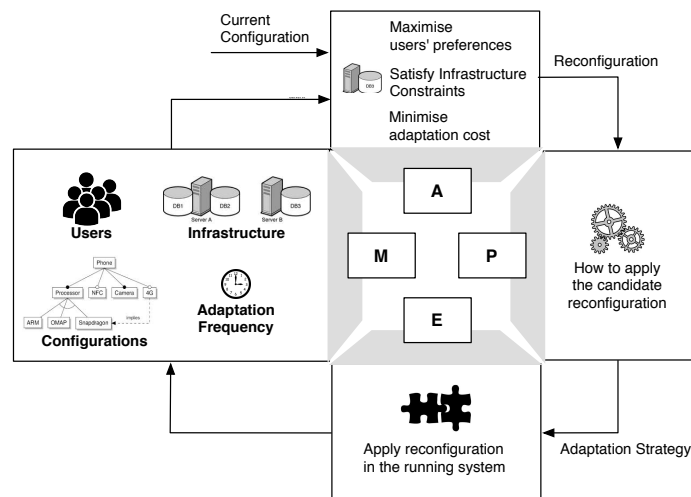 Current
Configuration
Maximise
users' preferences
DB3
Satisfy Infrastructure
Constraints
Minimise
adaptation cost
Reconfiguration
Users
DB1
DB2
DB3
Server A
Server B
Infrastructure
Phone
Processor
NFC
Camera
4G
ARM
OMAP
Snapdragon
implies
Configurations
Adaptation
Frequency
A
M
P
E
How to apply
the candidate
reconfiguration
Apply reconfiguration
in the running system
Adaptation Strategy